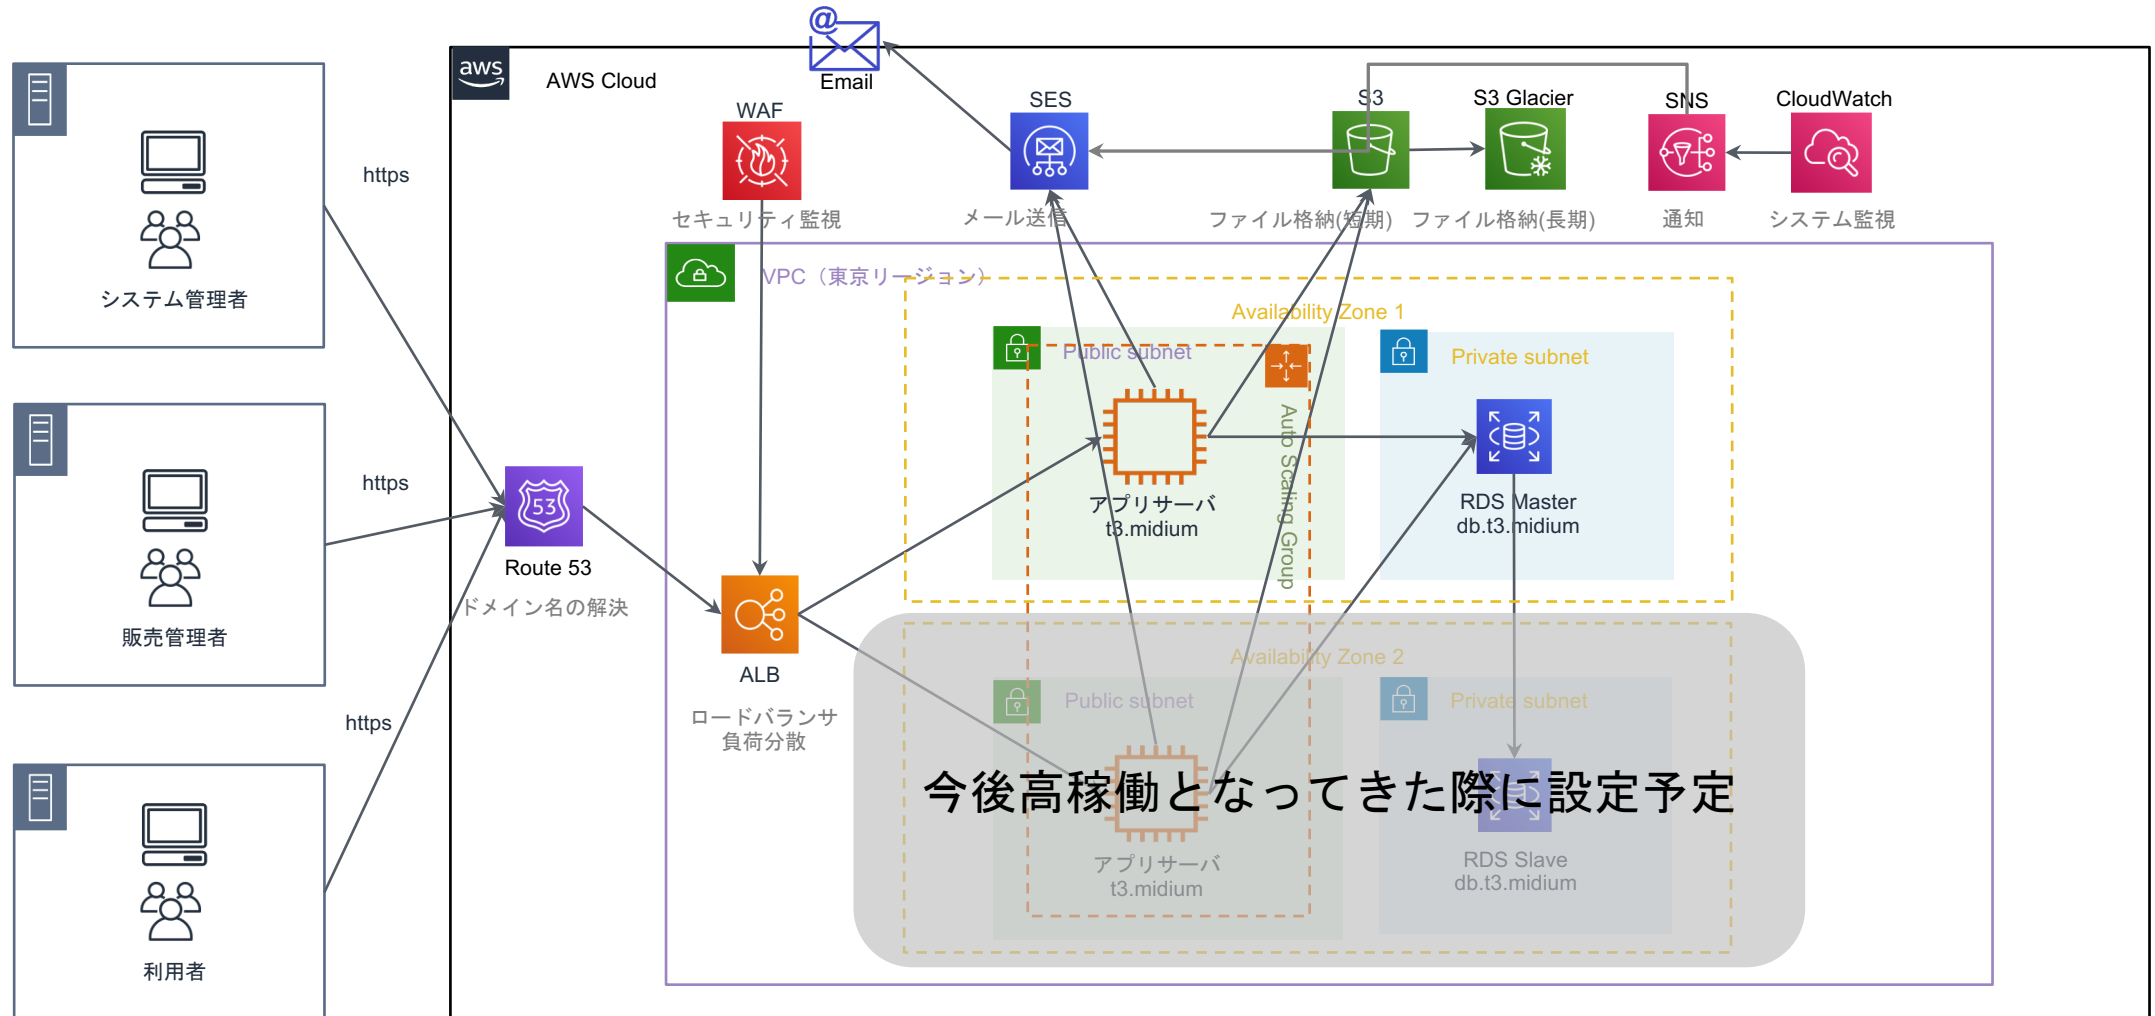 @
Email
aws
AWS Cloud
WAF
セキュリティ監視
SES
メール送信
S3
ファイル格納(短期)
S3 Glacier
ファイル格納(長期)
SNS
通知
CloudWatch
システム監視
システム管理者
https
販売管理者
https
利用者
https
53
Route 53
ドメイン名の解決
ALB
ロードバランサ
負荷分散
VPC（東京リージョン）
Availability Zone 1
Public subnet
Auto Scaling Group
アプリサーバ
t3.midium
Private subnet
RDS Master
db.t3.midium
Availability Zone 2
Public subnet
Private subnet
今後高稼働となってきた際に設定予定
アプリサーバ
t3.midium
RDS Slave
db.t3.midium